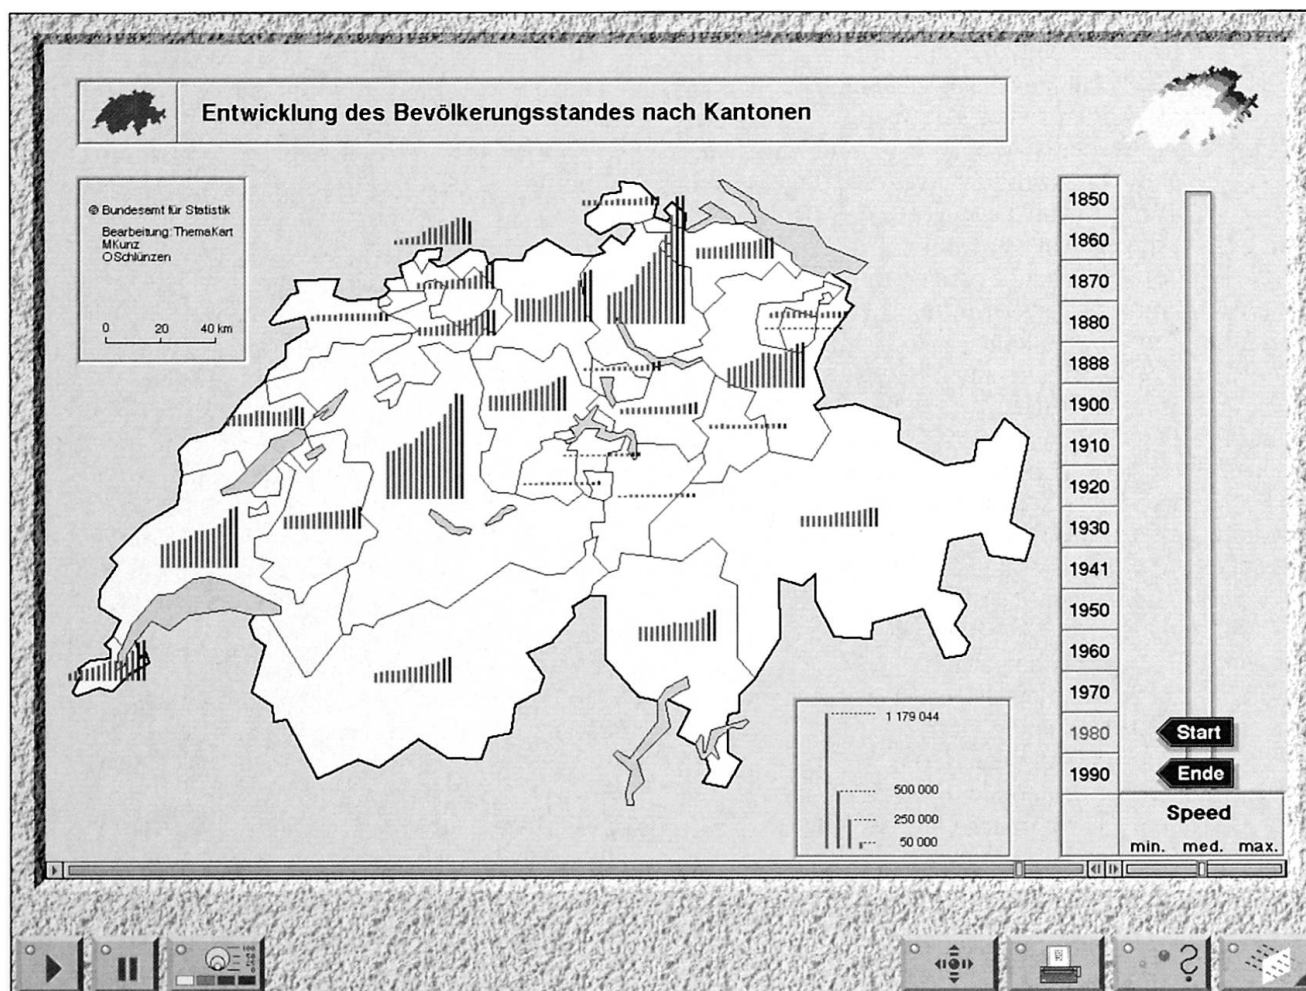 Entwicklung des Bevölkerungsstandes nach Kantonen
© Bundesamt für Statistik
Bearbeitung: ThemaKart
M Kunz
O Schlünzen
0 20 40 km
1850
1860
1870
1880
1888
1900
1910
1920
1930
1941
1950
1960
1970
1980
1990
Start
Ende
Speed
min. med. max.
1 179 044
500 000
250 000
50 000
?